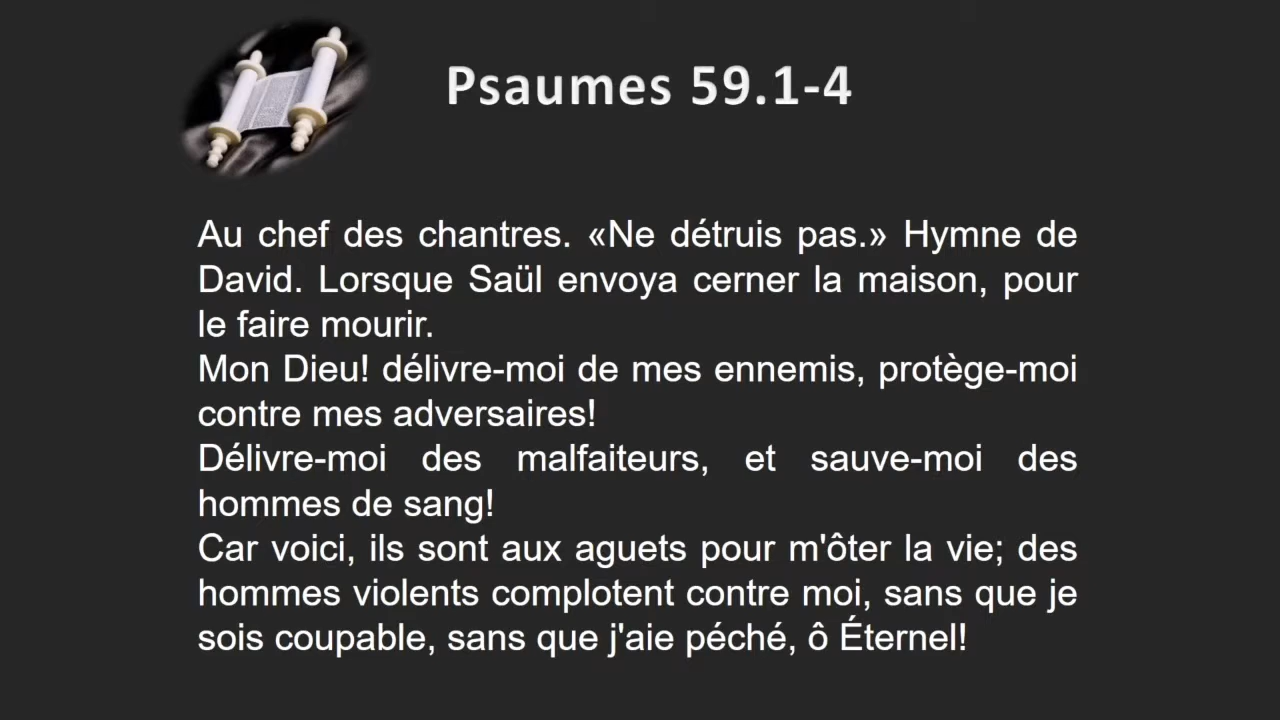 Psaumes 59.1-4
Au chef des chantres. «Ne détruis pas.» Hymne de
David. Lorsque Saül envoya cerner la maison, pour
le faire mourir.
Mon Dieu! délivre-moi de mes ennemis, protège-moi
contre mes adversaires!
Délivre-moi des malfaiteurs, et sauve-moi des
hommes de sang!
Car voici, ils sont aux aguets pour m'ôter la vie; des
hommes violents complotent contre moi, sans que je
sois coupable, sans que j'aie péché, ô Éternel!